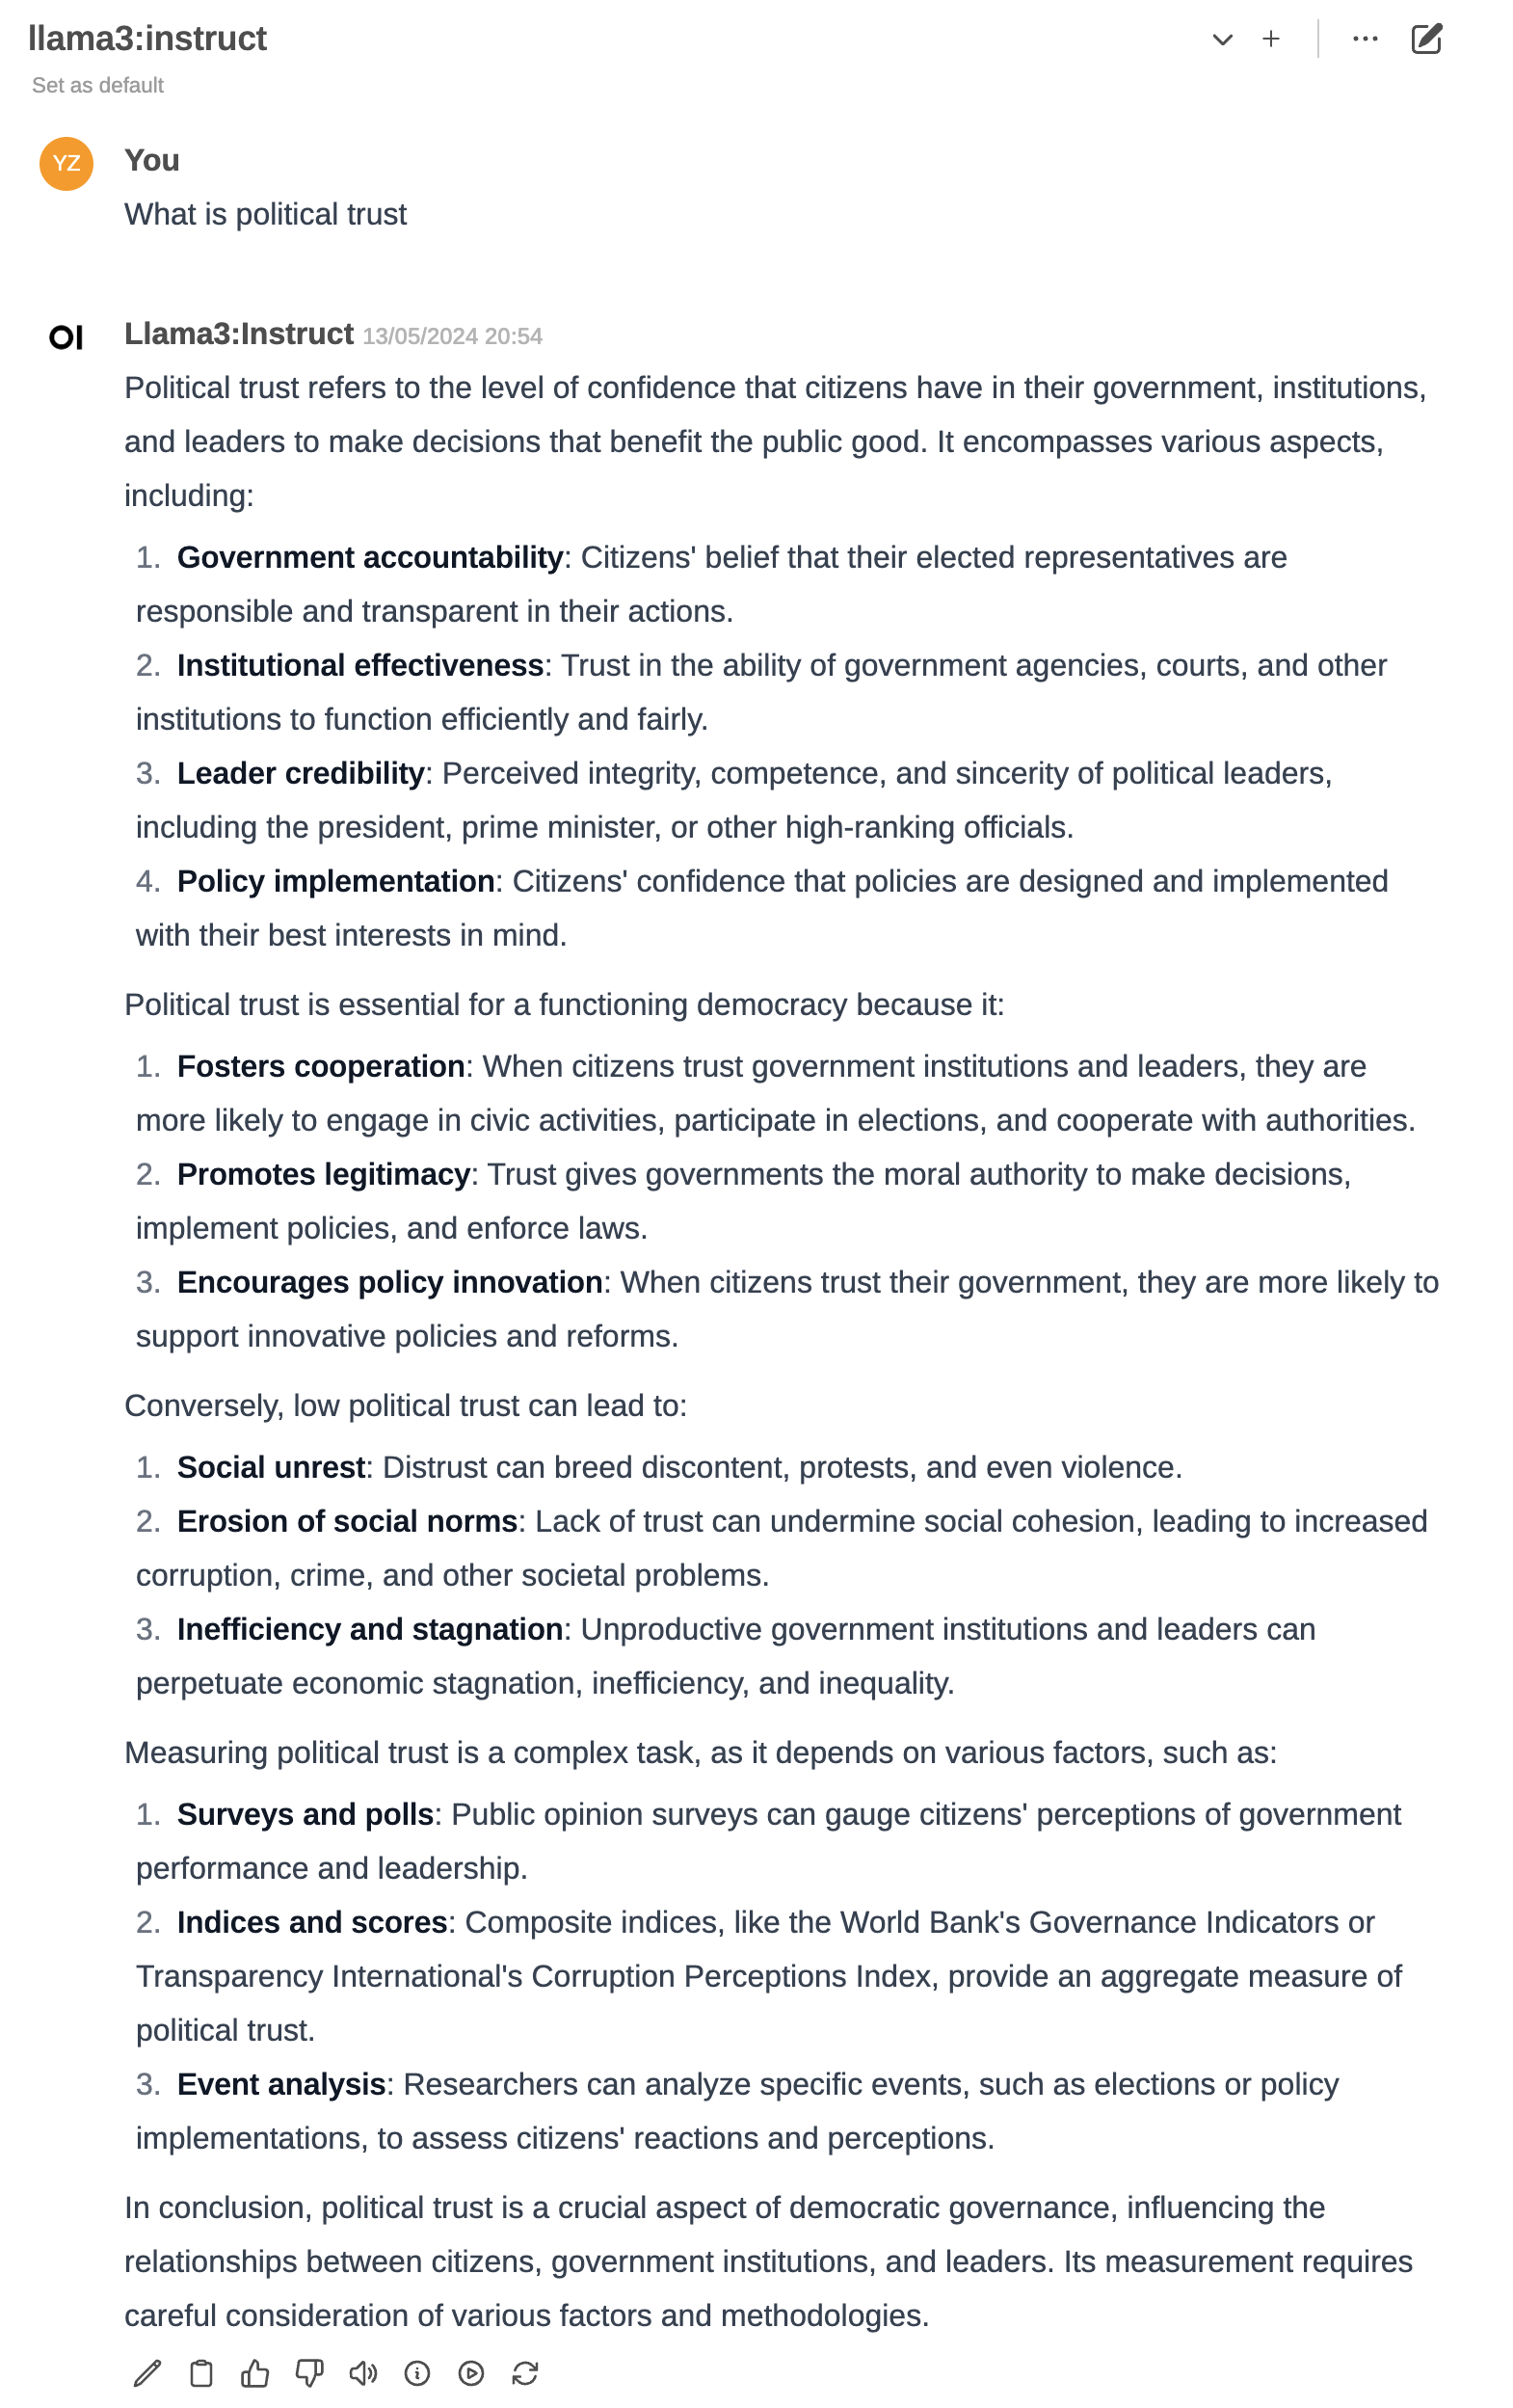 llama3:instruct
Set as default
YZ
You
What is political trust
OI
Llama3:Instruct 13/05/2024 20:54
Political trust refers to the level of confidence that citizens have in their government, institutions,
and leaders to make decisions that benefit the public good. It encompasses various aspects,
including:
1. Government accountability: Citizens' belief that their elected representatives are
responsible and transparent in their actions.
2. Institutional effectiveness: Trust in the ability of government agencies, courts, and other
institutions to function efficiently and fairly.
3. Leader credibility: Perceived integrity, competence, and sincerity of political leaders,
including the president, prime minister, or other high-ranking officials.
4. Policy implementation: Citizens' confidence that policies are designed and implemented
with their best interests in mind.
Political trust is essential for a functioning democracy because it:
1. Fosters cooperation: When citizens trust government institutions and leaders, they are
more likely to engage in civic activities, participate in elections, and cooperate with authorities.
2. Promotes legitimacy: Trust gives governments the moral authority to make decisions,
implement policies, and enforce laws.
3. Encourages policy innovation: When citizens trust their government, they are more likely to
support innovative policies and reforms.
Conversely, low political trust can lead to:
1. Social unrest: Distrust can breed discontent, protests, and even violence.
2. Erosion of social norms: Lack of trust can undermine social cohesion, leading to increased
corruption, crime, and other societal problems.
3. Inefficiency and stagnation: Unproductive government institutions and leaders can
perpetuate economic stagnation, inefficiency, and inequality.
Measuring political trust is a complex task, as it depends on various factors, such as:
1. Surveys and polls: Public opinion surveys can gauge citizens' perceptions of government
performance and leadership.
2. Indices and scores: Composite indices, like the World Bank's Governance Indicators or
Transparency International's Corruption Perceptions Index, provide an aggregate measure of
political trust.
3. Event analysis: Researchers can analyze specific events, such as elections or policy
implementations, to assess citizens' reactions and perceptions.
In conclusion, political trust is a crucial aspect of democratic governance, influencing the
relationships between citizens, government institutions, and leaders. Its measurement requires
careful consideration of various factors and methodologies.